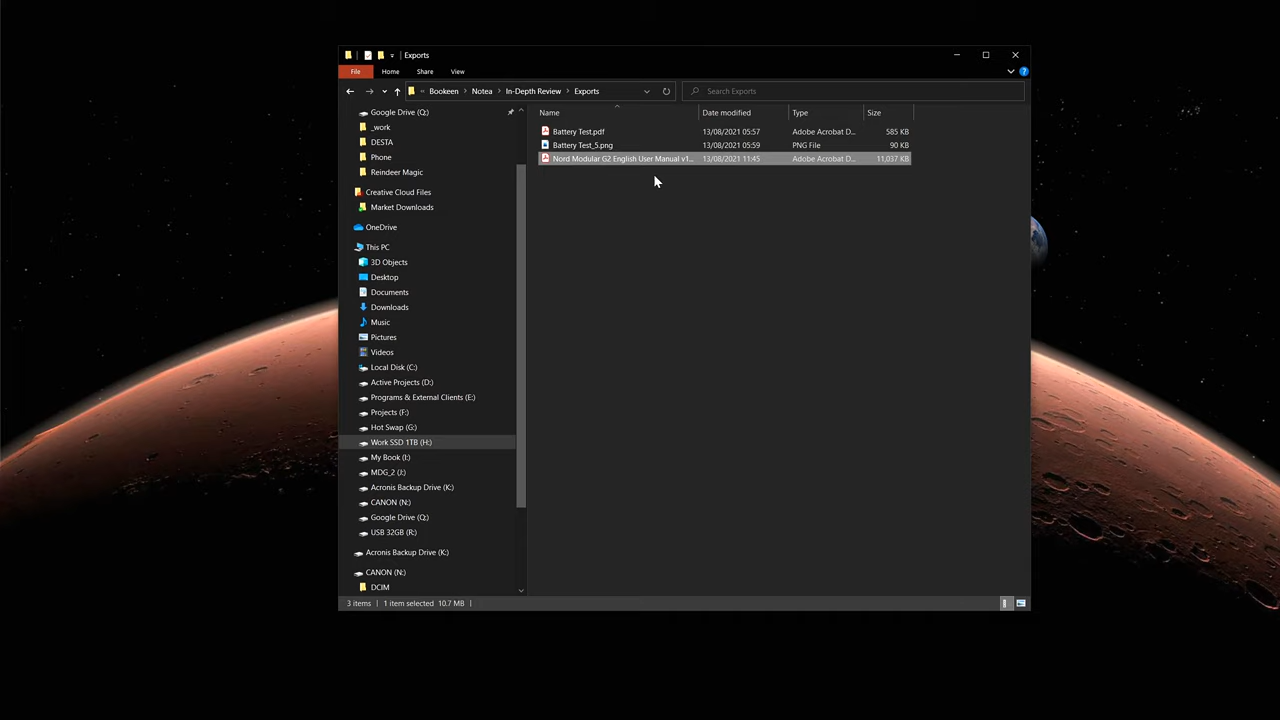 Exports
File Home Share View
Bookeen Notea In-Depth Review Exports Search Exports
Name Date modified Type Size
Battery Test.pdf 13/08/2021 05:57 Adobe Acrobat D... 585 KB
Battery Test_5.png 13/08/2021 05:59 PNG File 90 KB
Nord Modular G2 English User Manual v1... 13/08/2021 11:45 Adobe Acrobat D... 11,037 KB
Google Drive (Q:)
_work
DESTA
Phone
Reindeer Magic
Creative Cloud Files
Market Downloads
OneDrive
This PC
3D Objects
Desktop
Documents
Downloads
Music
Pictures
Videos
Local Disk (C:)
Active Projects (D:)
Programs & External Clients (E:)
Projects (F:)
Hot Swap (G:)
Work SSD 1TB (H:)
My Book (I:)
MDG_2 (J:)
Acronis Backup Drive (K:)
CANON (N:)
Google Drive (Q:)
USB 32GB (R:)
Acronis Backup Drive (K:)
CANON (N:)
DCIM
3 items 1 item selected 10.7 MB